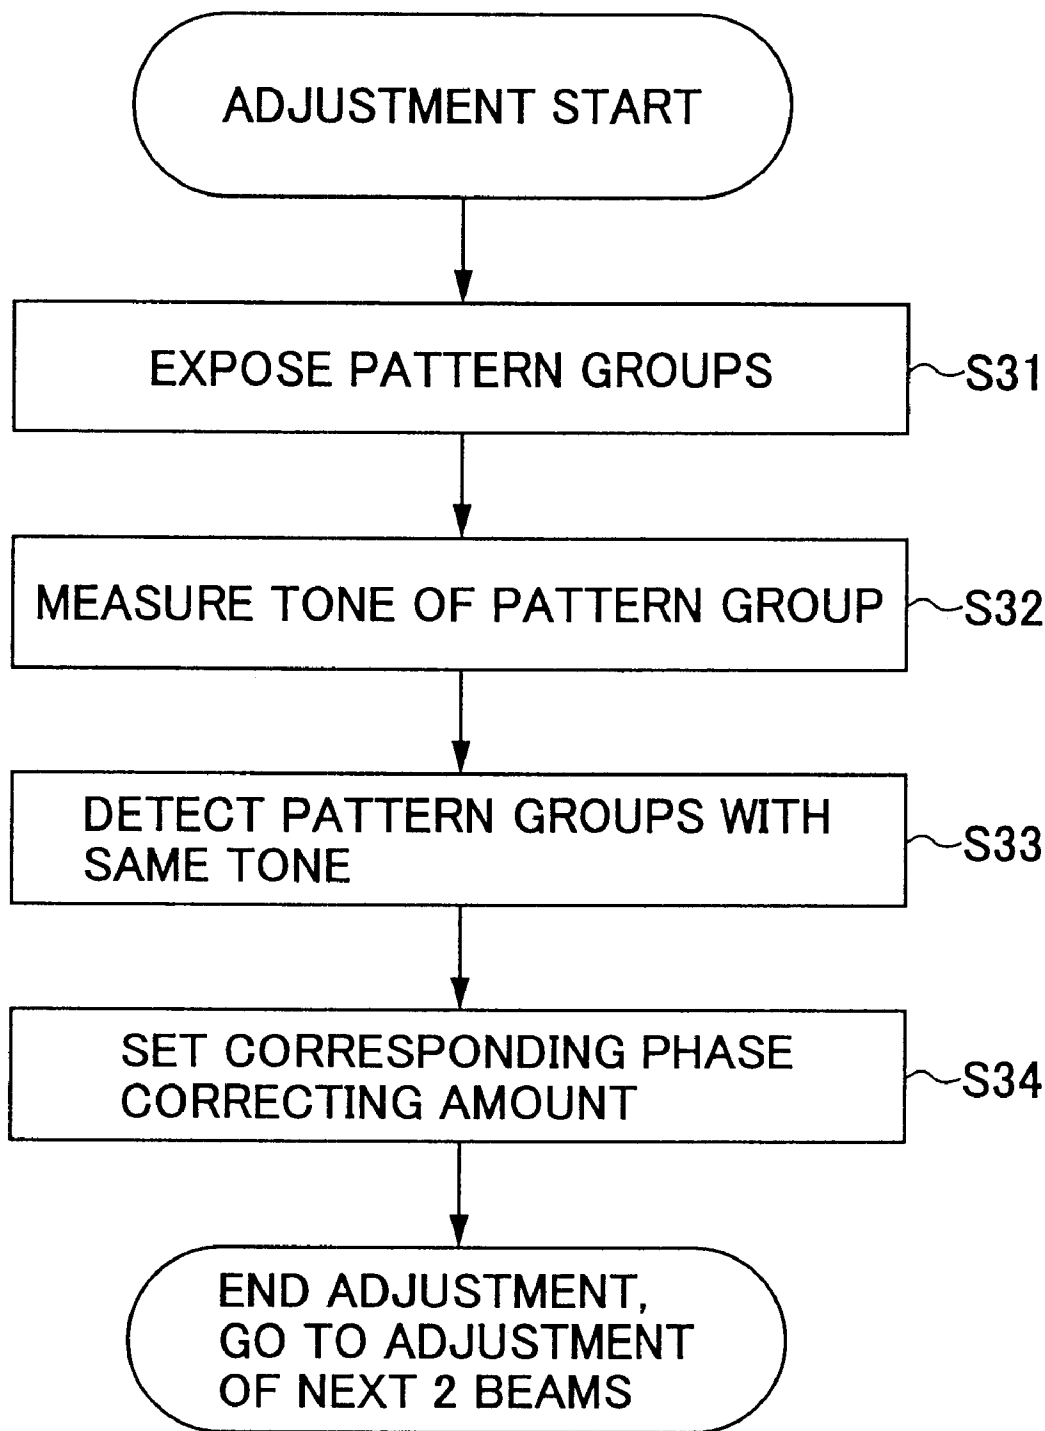 ADJUSTMENT START
EXPOSE PATTERN GROUPS
S31
MEASURE TONE OF PATTERN GROUP
S32
DETECT PATTERN GROUPS WITH
SAME TONE
S33
SET CORRESPONDING PHASE
CORRECTING AMOUNT
S34
END ADJUSTMENT,
GO TO ADJUSTMENT
OF NEXT 2 BEAMS